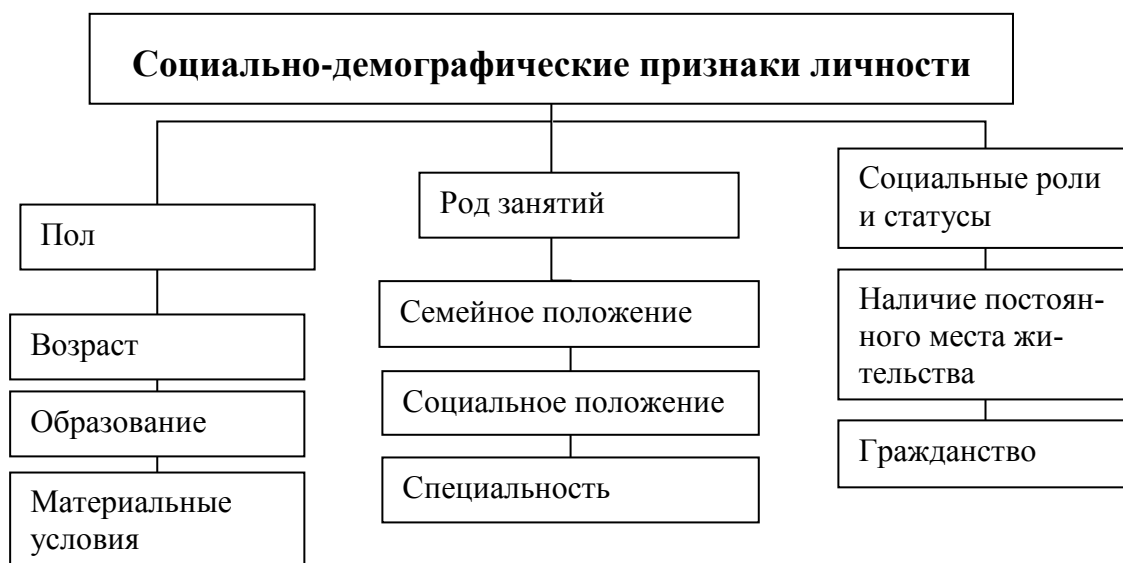 Социально-демографические признаки личности
Пол
Возраст
Образование
Материальные
условия
Род занятий
Семейное положение
Социальное положение
Специальность
Социальные роли
и статусы
Наличие постоян-
ного места жи-
тельства
Гражданство